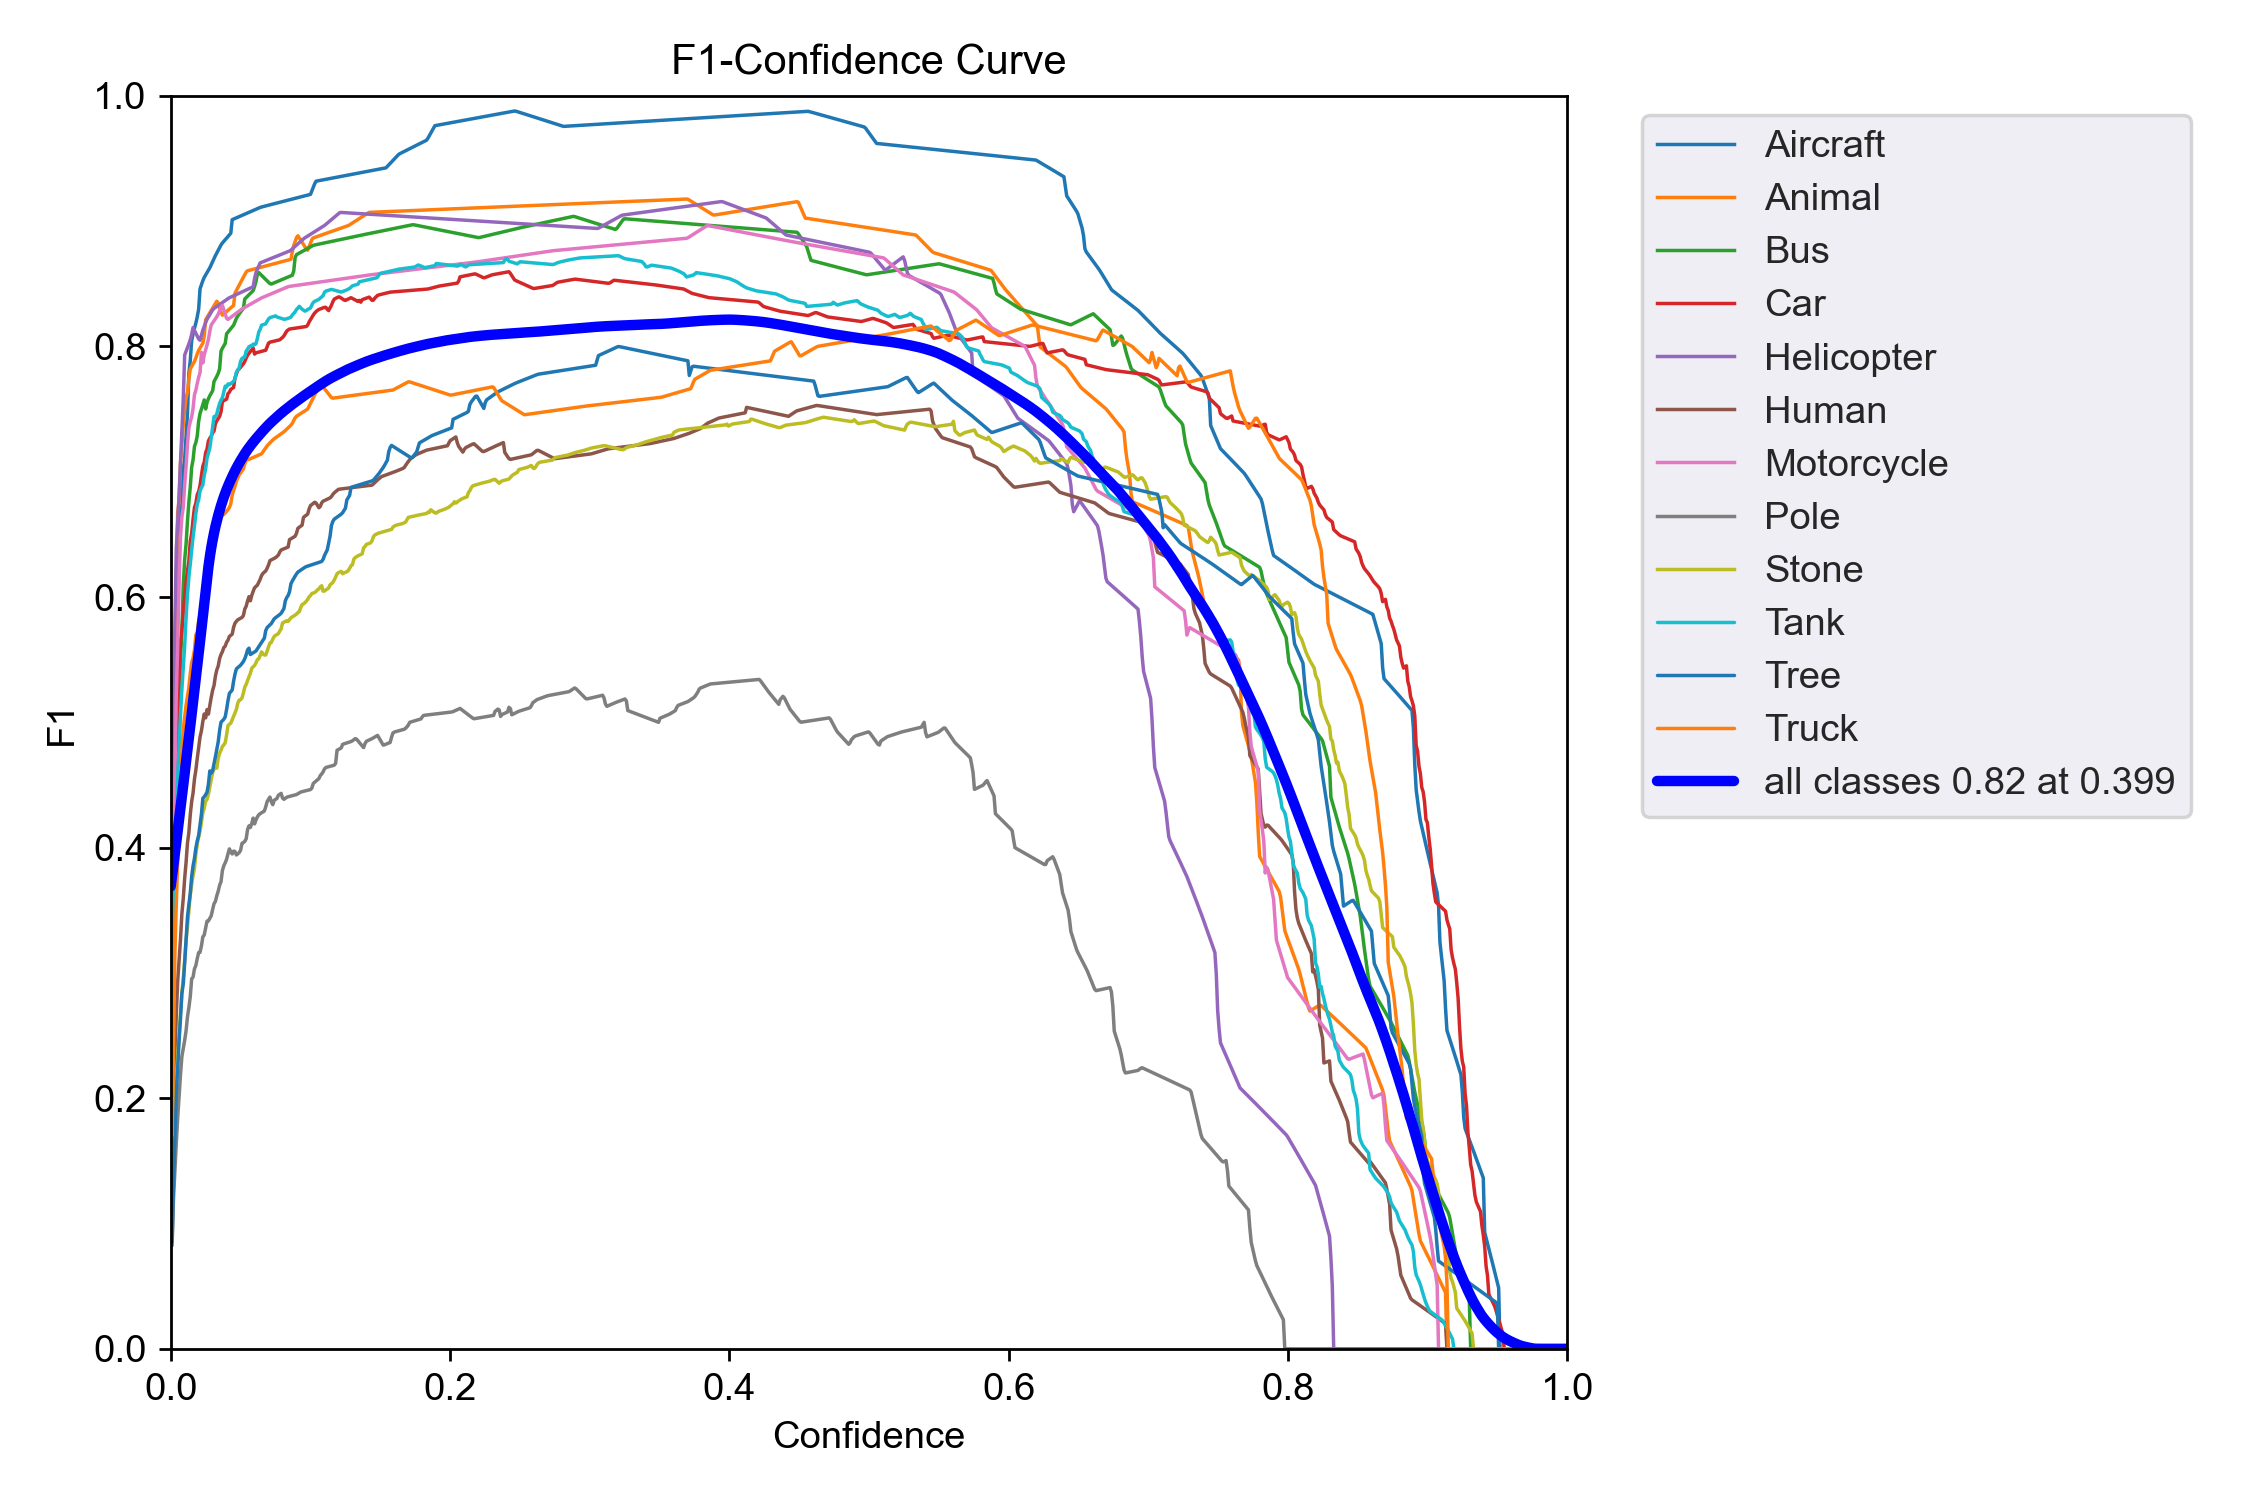 F1-Confidence Curve
1.0
0.8
0.6
0.4
0.2
0.0
F1
0.0 0.2 0.4 0.6 0.8 1.0
Confidence
Aircraft
Animal
Bus
Car
Helicopter
Human
Motorcycle
Pole
Stone
Tank
Tree
Truck
all classes 0.82 at 0.399